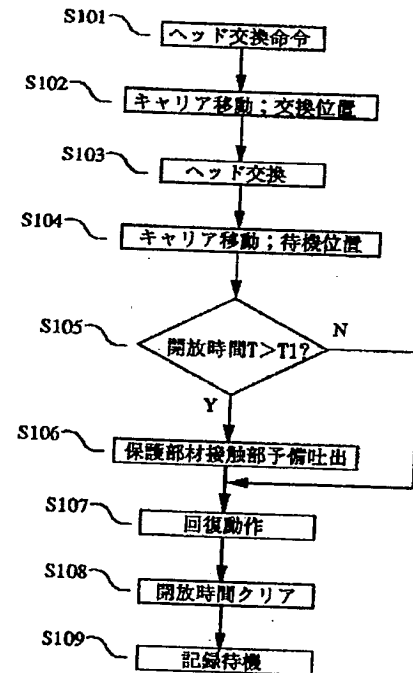 S101
ヘッド交換命令
S102
キャリア移動;交換位置
S103
ヘッド交換
S104
キャリア移動;待機位置
S105
開放時間T>T1?
N
Y
S106
保護部材接触部予備吐出
S107
回復動作
S108
開放時間クリア
S109
記録待機